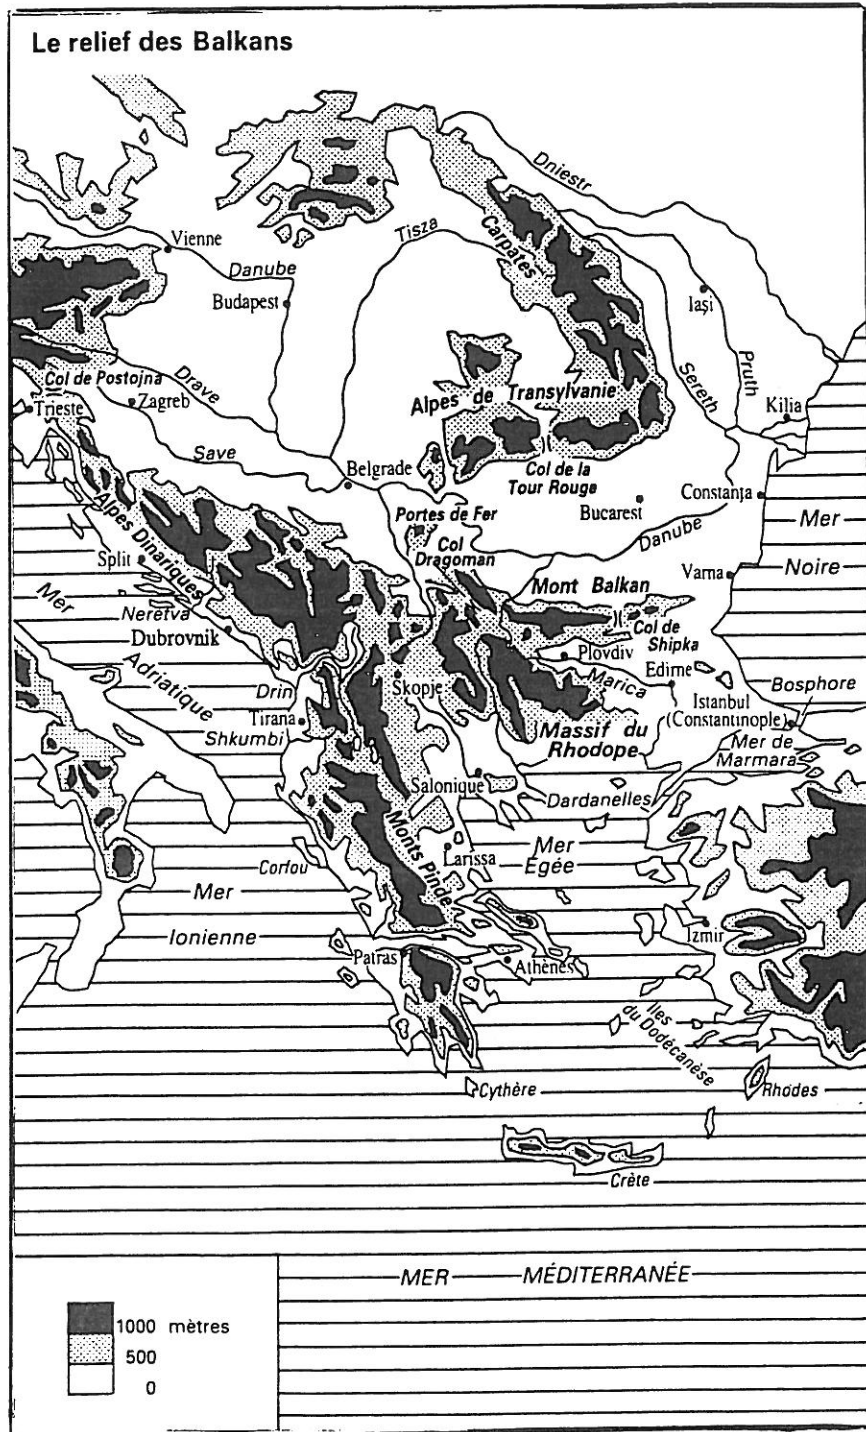 Le relief des Balkans
Dniestr
Carpates
Tisza
Vienne
Danube
Budapest
Iaşi
Pruth
Sereth
Kilia
Col de Postojna
Drave
Trieste
Zagreb
Alpes de Transylvanie
Save
Belgrade
Col de la
Tour Rouge
Bucarest
Constanţa
Portes de Fer
Danube
Mer
Noire
Alpes Dinariques
Col
Dragoman
Split
Mont Balkan
Varna
Mer
Adriatique
Neretva
Dubrovnik
Col de
Shipka
Plovdiv
Marica
Edirne
Drin
Skopje
Bosphore
Istanbul
(Constantinople)
Tirana
Shkumbi
Massif du
Rhodope
Mer de
Marmara
Salonique
Dardanelles
Monts Pinde
Larissa
Mer
Égée
Corfou
Mer
Ionienne
Izmir
Patras
Athènes
Iles
du Dodécanèse
Cythère
Rhodes
Crète
MER MÉDITERRANÉE
1000 mètres
500
0